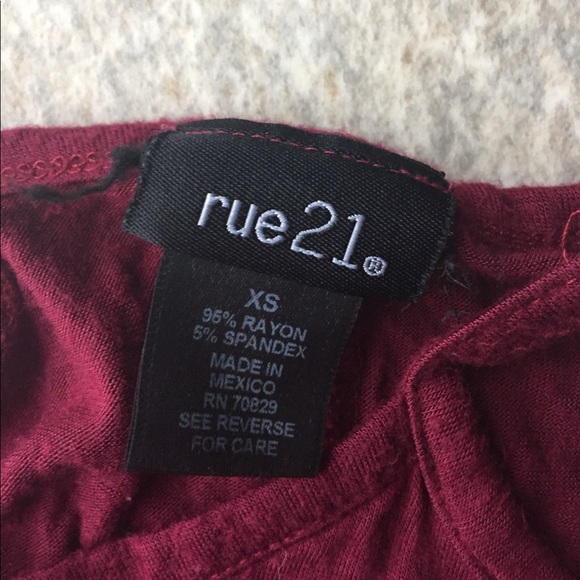 rue21®
XS
95% RAYON
5% SPANDEX
MADE IN
MEXICO
RN 70829
SEE REVERSE
FOR CARE